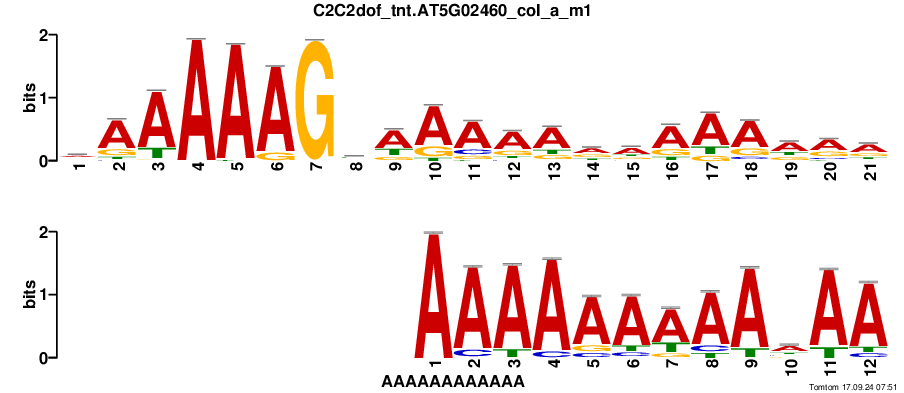 C2C2dof_tnt.AT5G02460_col_a_m1
2
1
0
bits
1 2 3 4 5 6 7 8 9 10 11 12 13 14 15 16 17 18 19 20 21
2
1
0
bits
1 2 3 4 5 6 7 8 9 10 11 12
AAAAAAAAAAAA
Tomtom 17.09.24 07:51